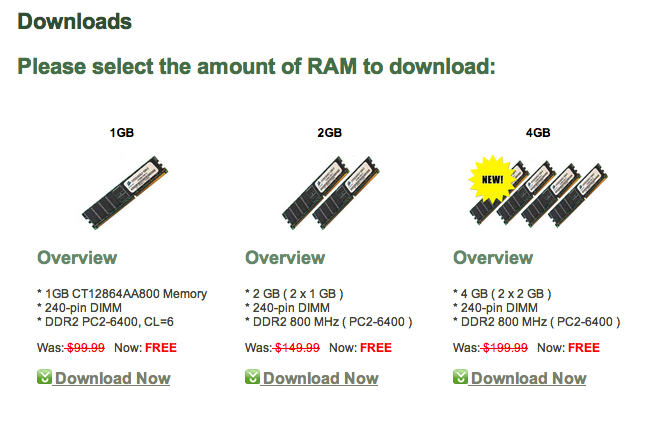 Downloads
Please select the amount of RAM to download:
1GB
2GB
4GB
NEW!
Overview
* 1GB CT12864AA800 Memory
* 240-pin DIMM
* DDR2 PC2-6400, CL=6
Was: $99.99 Now: FREE
Download Now
Overview
* 2 GB ( 2 x 1 GB )
* 240-pin DIMM
* DDR2 800 MHz ( PC2-6400 )
Was: $149.99 Now: FREE
Download Now
Overview
* 4 GB ( 2 x 2 GB )
* 240-pin DIMM
* DDR2 800 MHz ( PC2-6400 )
Was: $199.99 Now: FREE
Download Now